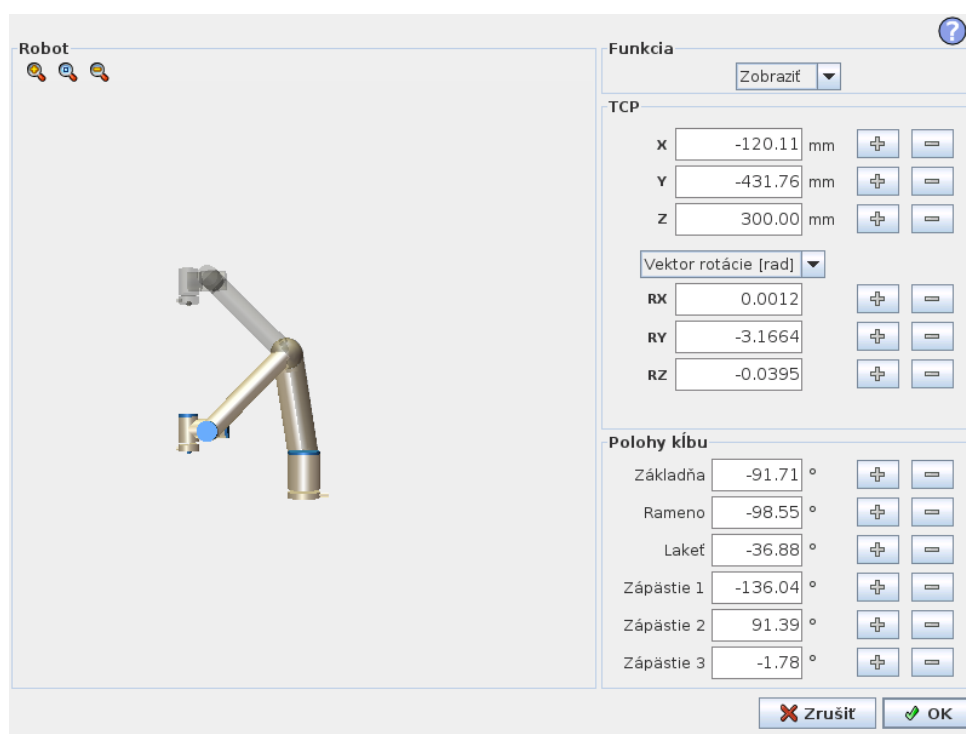 Robot
Funkcia
Zobraziť
TCP
X -120.11 mm
Y -431.76 mm
Z 300.00 mm
Vektor rotácie [rad]
RX 0.0012
RY -3.1664
RZ -0.0395
Polohy kĺbu
Základňa -91.71 °
Rameno -98.55 °
Lakeť -36.88 °
Zápästie 1 -136.04 °
Zápästie 2 91.39 °
Zápästie 3 -1.78 °
Zrušiť OK